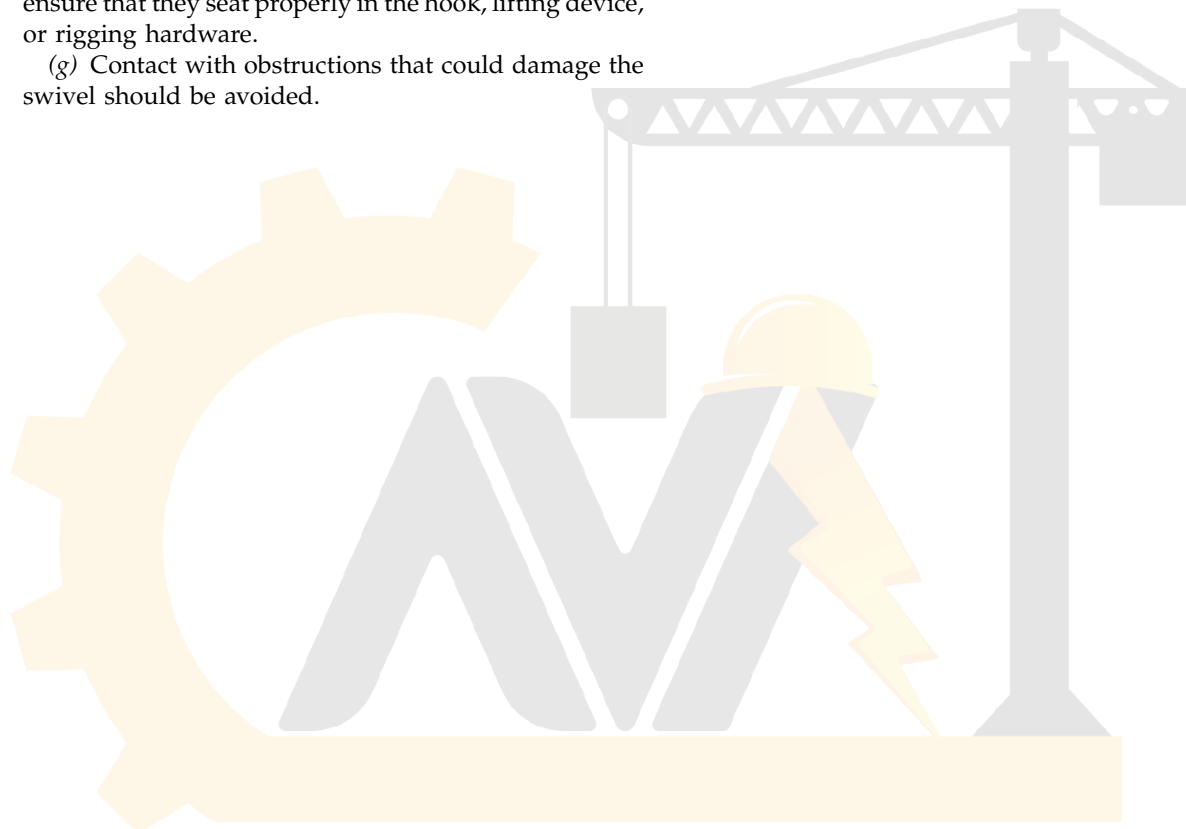 ensure that they seat properly in the hook, lifting device,
or rigging hardware.
(g) Contact with obstructions that could damage the
swivel should be avoided.